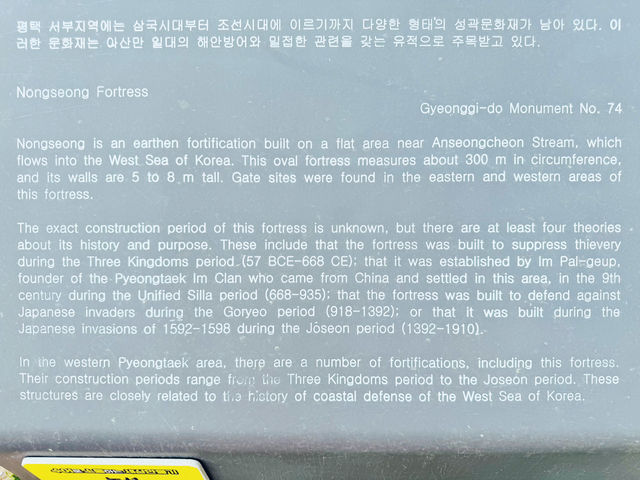 평택 서부지역에는 삼국시대부터 조선시대에 이르기까지 다양한 형태의 성곽문화재가 남아 있다. 이
러한 문화재는 아산만 일대의 해안방어와 밀접한 관련을 갖는 유적으로 주목받고 있다.
Nongseong Fortress
Gyeonggi-do Monument No. 74
Nongseong is an earthen fortification built on a flat area near Anseongcheon Stream, which
flows into the West Sea of Korea. This oval fortress measures about 300 m in circumference,
and its walls are 5 to 8 m tall. Gate sites were found in the eastern and western areas of
this fortress.
The exact construction period of this fortress is unknown, but there are at least four theories
about its history and purpose. These include that the fortress was built to suppress thievery
during the Three Kingdoms period (57 BCE-668 CE); that it was established by Im Pal-geup,
founder of the Pyeongtaek Im Clan who came from China and settled in this area, in the 9th
century during the Unified Silla period (668-935); that the fortress was built to defend against
Japanese invaders during the Goryeo period (918-1392); or that it was built during the
Japanese invasions of 1592-1598 during the Joseon period (1392-1910).
In the western Pyeongtaek area, there are a number of fortifications, including this fortress.
Their construction periods range from the Three Kingdoms period to the Joseon period. These
structures are closely related to the history of coastal defense of the West Sea of Korea.